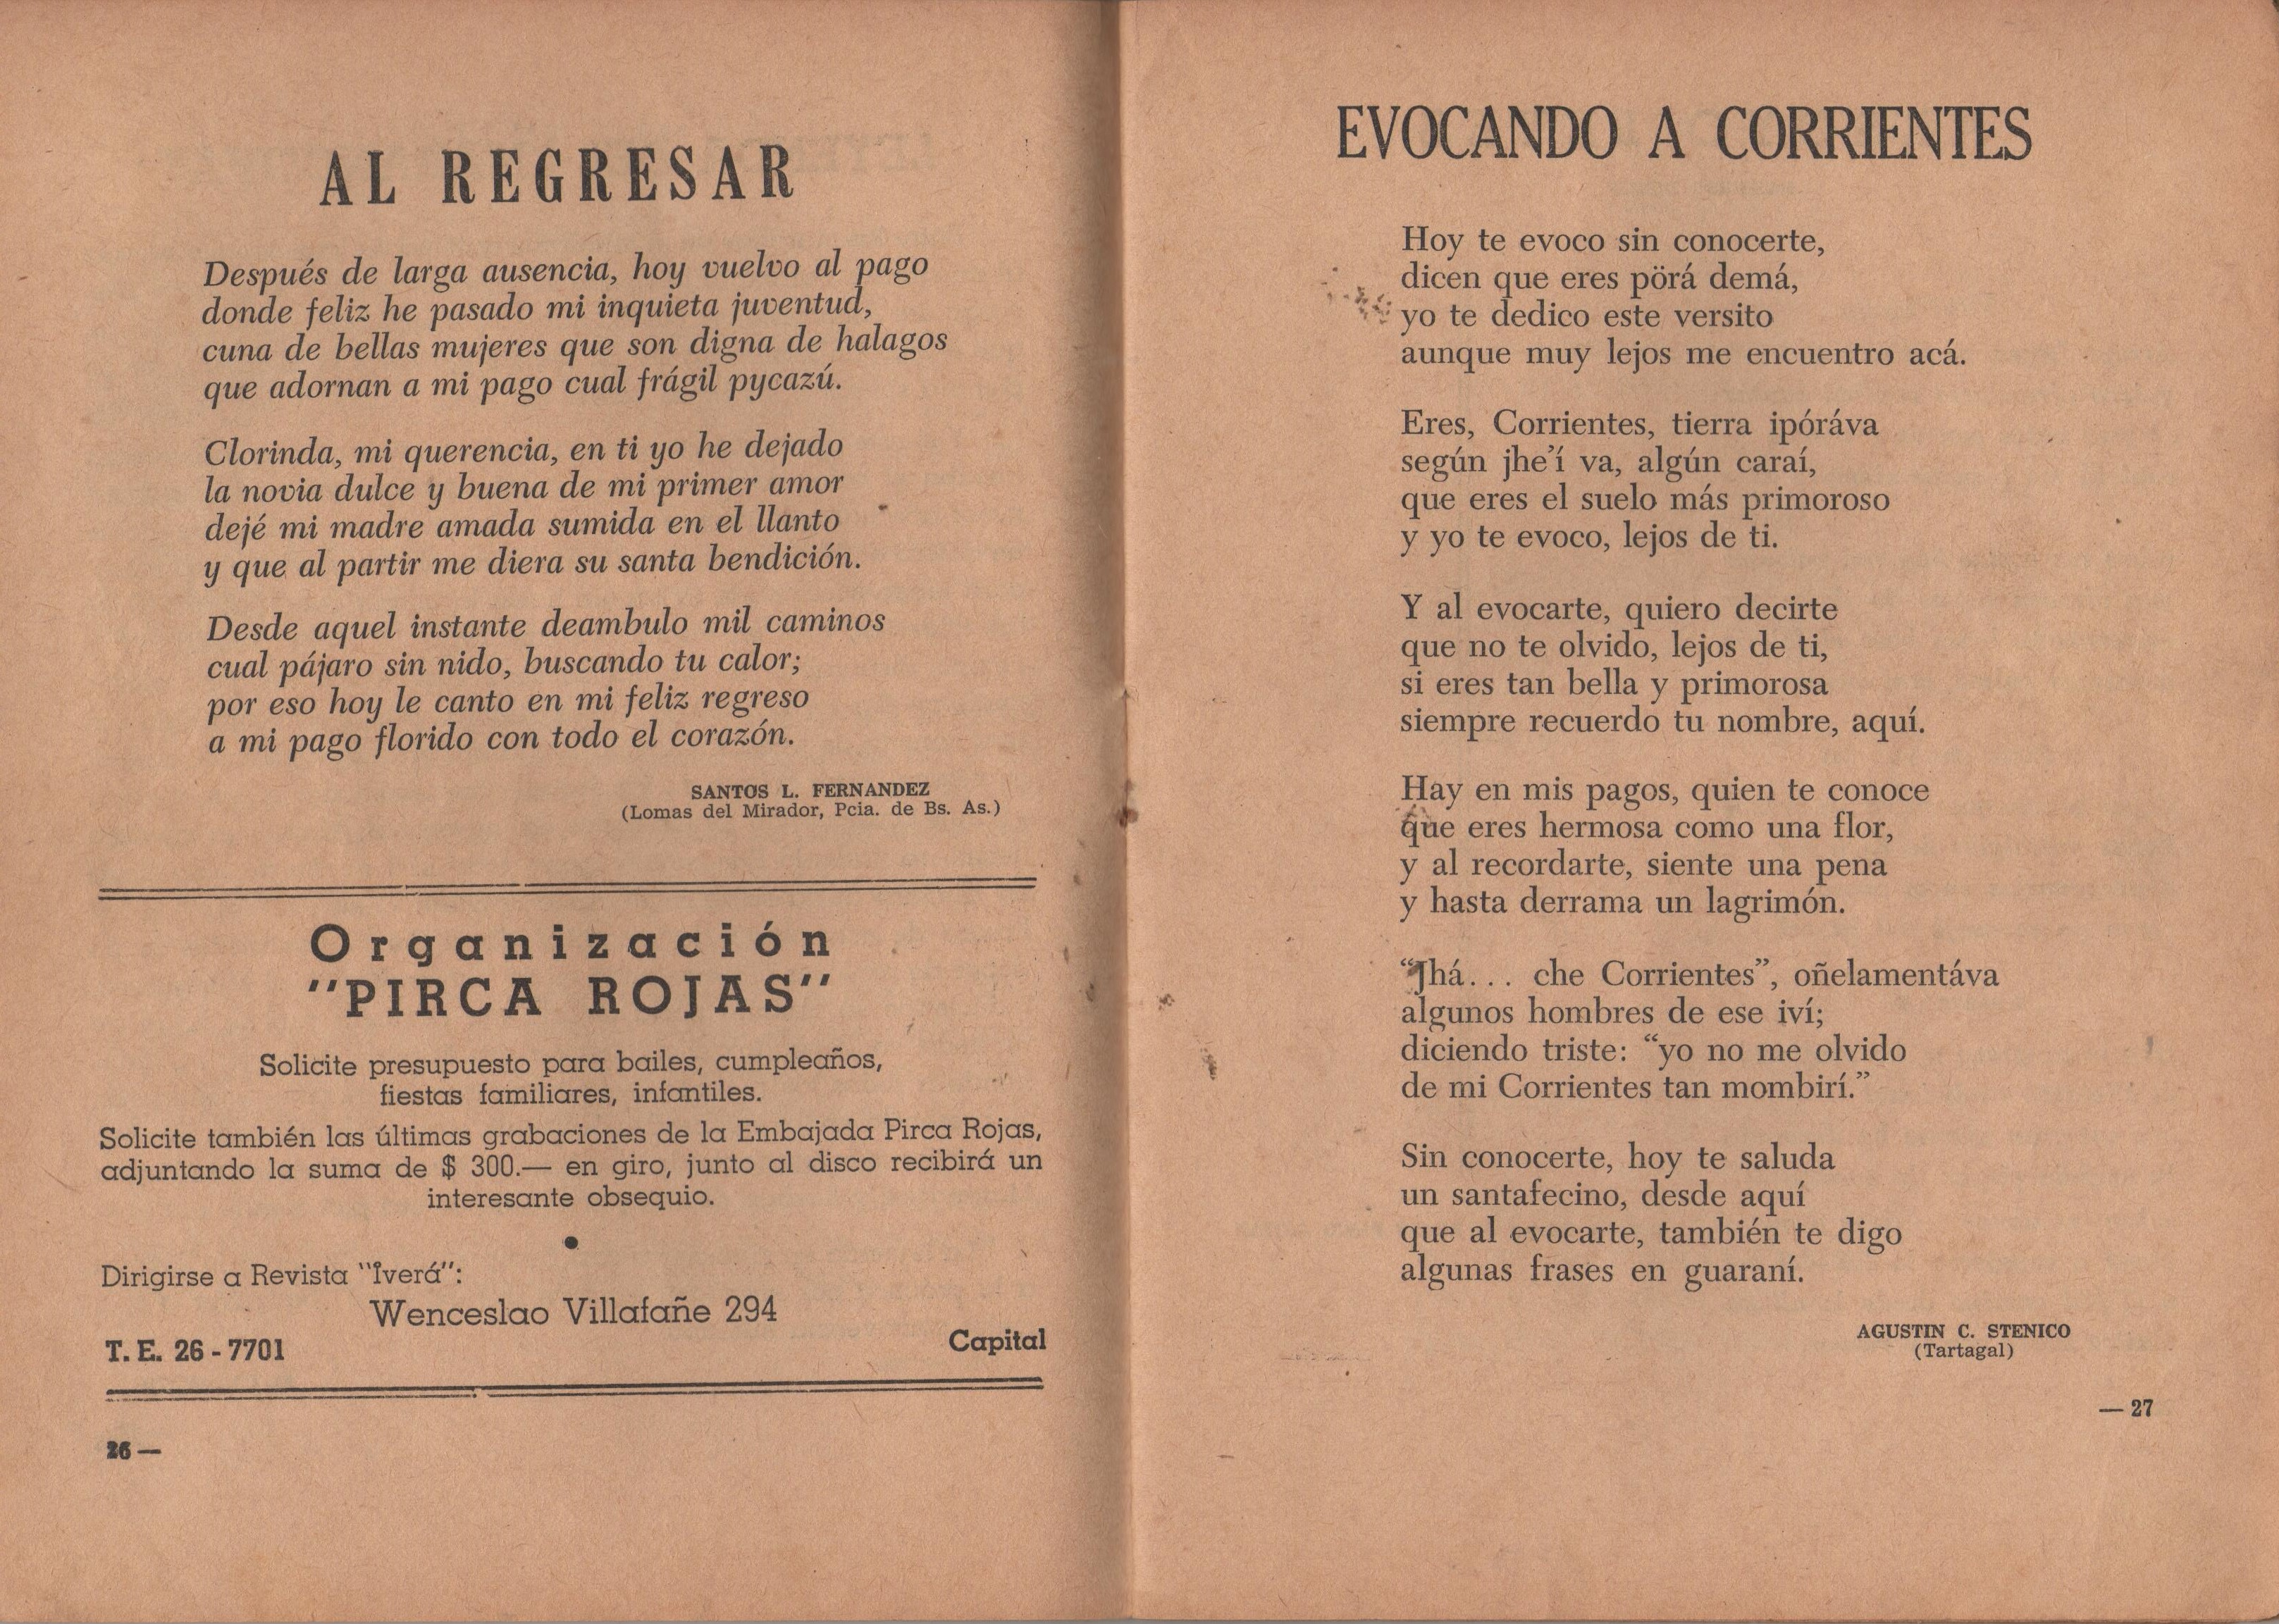 AL REGRESAR
Después de larga ausencia, hoy vuelvo al pago
donde feliz he pasado mi inquieta juventud,
cuna de bellas mujeres que son digna de halagos
que adornan a mi pago cual frágil pycazú.
Clorinda, mi querencia, en ti yo he dejado
la novia dulce y buena de mi primer amor
dejé mi madre amada sumida en el llanto
y que al partir me diera su santa bendición.
Desde aquel instante deambulo mil caminos
cual pájaro sin nido, buscando tu calor;
por eso hoy le canto en mi feliz regreso
a mi pago florido con todo el corazón.
SANTOS L. FERNANDEZ
(Lomas del Mirador, Pcia. de Bs. As.)
Organización
"PIRCA ROJAS"
Solicite presupuesto para bailes, cumpleaños,
fiestas familiares, infantiles.
Solicite también las últimas grabaciones de la Embajada Pirca Rojas,
adjuntando la suma de $ 300.— en giro, junto al disco recibirá un
interesante obsequio.
●
Dirigirse a Revista "Iverá":
Wenceslao Villafañe 294
T. E. 26 - 7701 Capital
26 —
EVOCANDO A CORRIENTES
Hoy te evoco sin conocerte,
dicen que eres pörá demá,
yo te dedico este versito
aunque muy lejos me encuentro acá.
Eres, Corrientes, tierra ipóráva
según jhe’í va, algún caraí,
que eres el suelo más primoroso
y yo te evoco, lejos de ti.
Y al evocarte, quiero decirte
que no te olvido, lejos de ti,
si eres tan bella y primorosa
siempre recuerdo tu nombre, aquí.
Hay en mis pagos, quien te conoce
que eres hermosa como una flor,
y al recordarte, siente una pena
y hasta derrama un lagrimón.
“Jhá... che Corrientes”, oñelamentáva
algunos hombres de ese iví;
diciendo triste: “yo no me olvido
de mi Corrientes tan mombirí.”
Sin conocerte, hoy te saluda
un santafecino, desde aquí
que al evocarte, también te digo
algunas frases en guaraní.
AGUSTIN C. STENICO
(Tartagal)
— 27